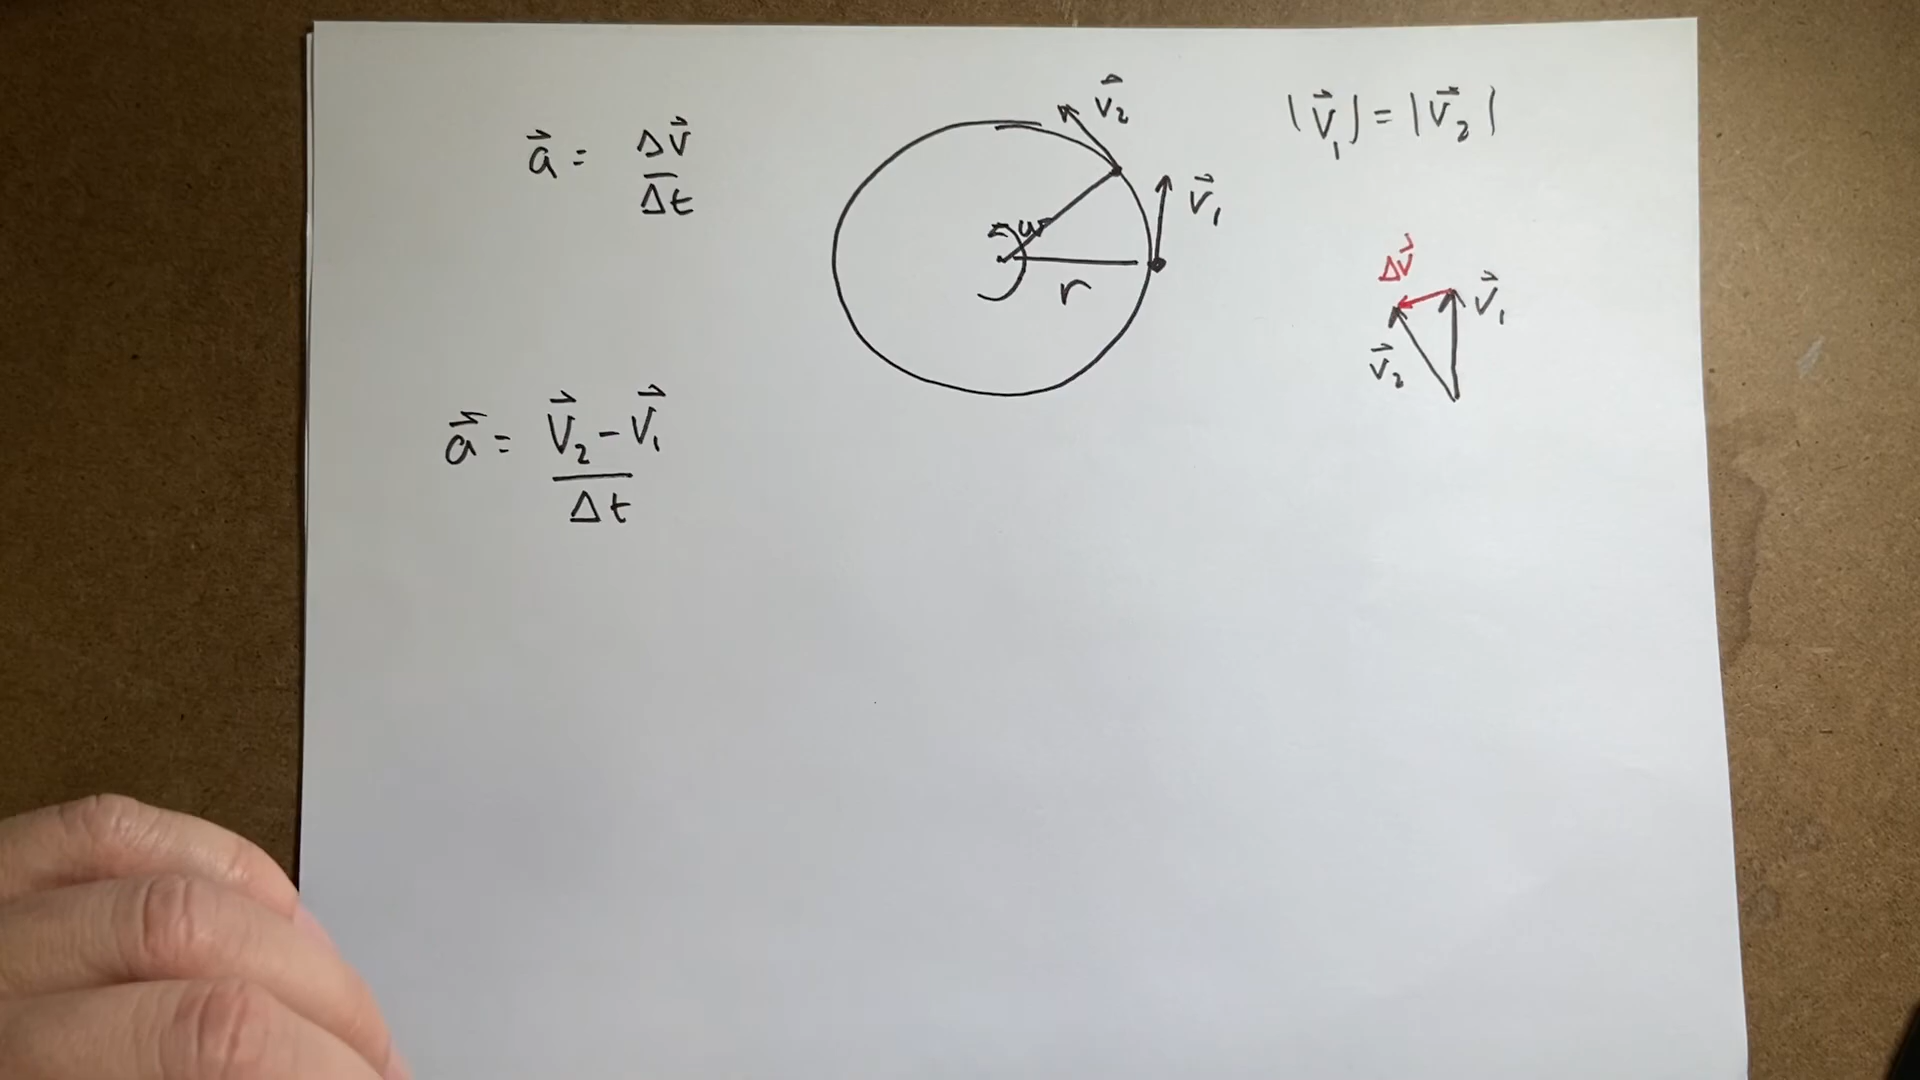 a⃗ = Δv⃗ / Δt
v⃗₂
v⃗₁
ω
r
|v⃗₁| = |v⃗₂|
Δv⃗
v⃗₁
v⃗₂
a⃗ = (v⃗₂ − v⃗₁) / Δt